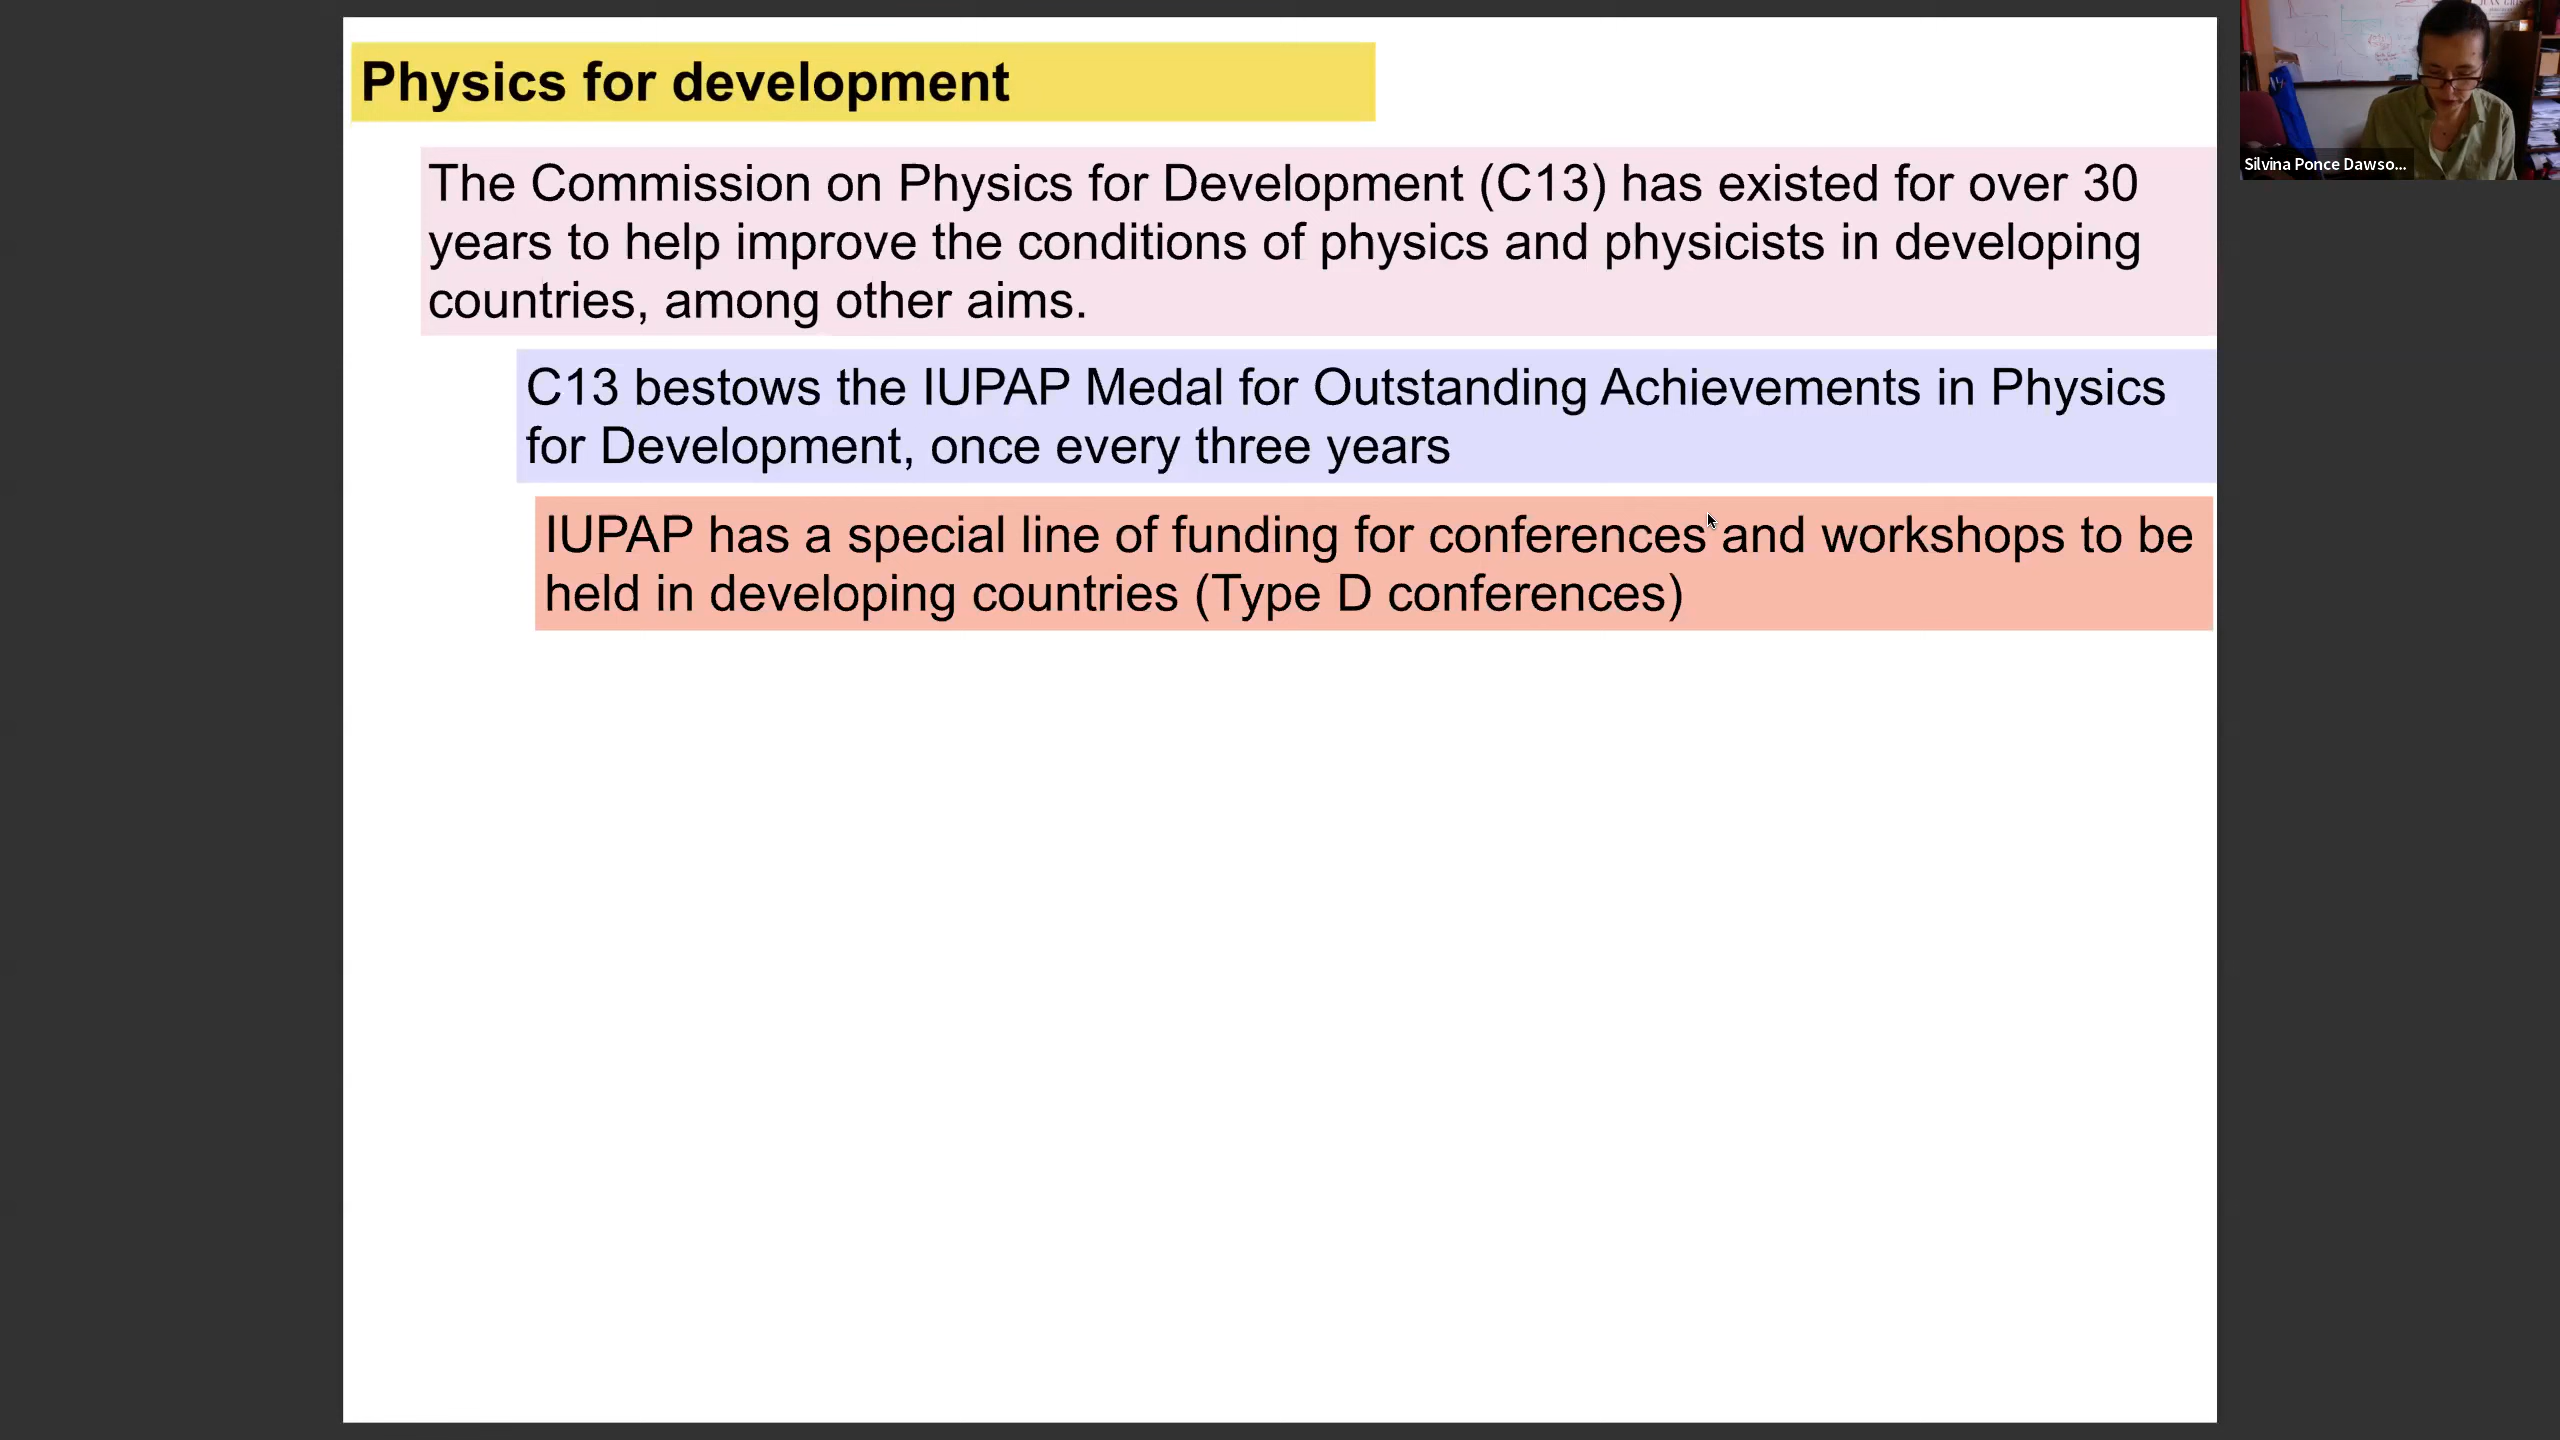 Physics for development
The Commission on Physics for Development (C13) has existed for over 30
years to help improve the conditions of physics and physicists in developing
countries, among other aims.
C13 bestows the IUPAP Medal for Outstanding Achievements in Physics
for Development, once every three years
IUPAP has a special line of funding for conferences and workshops to be
held in developing countries (Type D conferences)
Silvina Ponce Dawso...